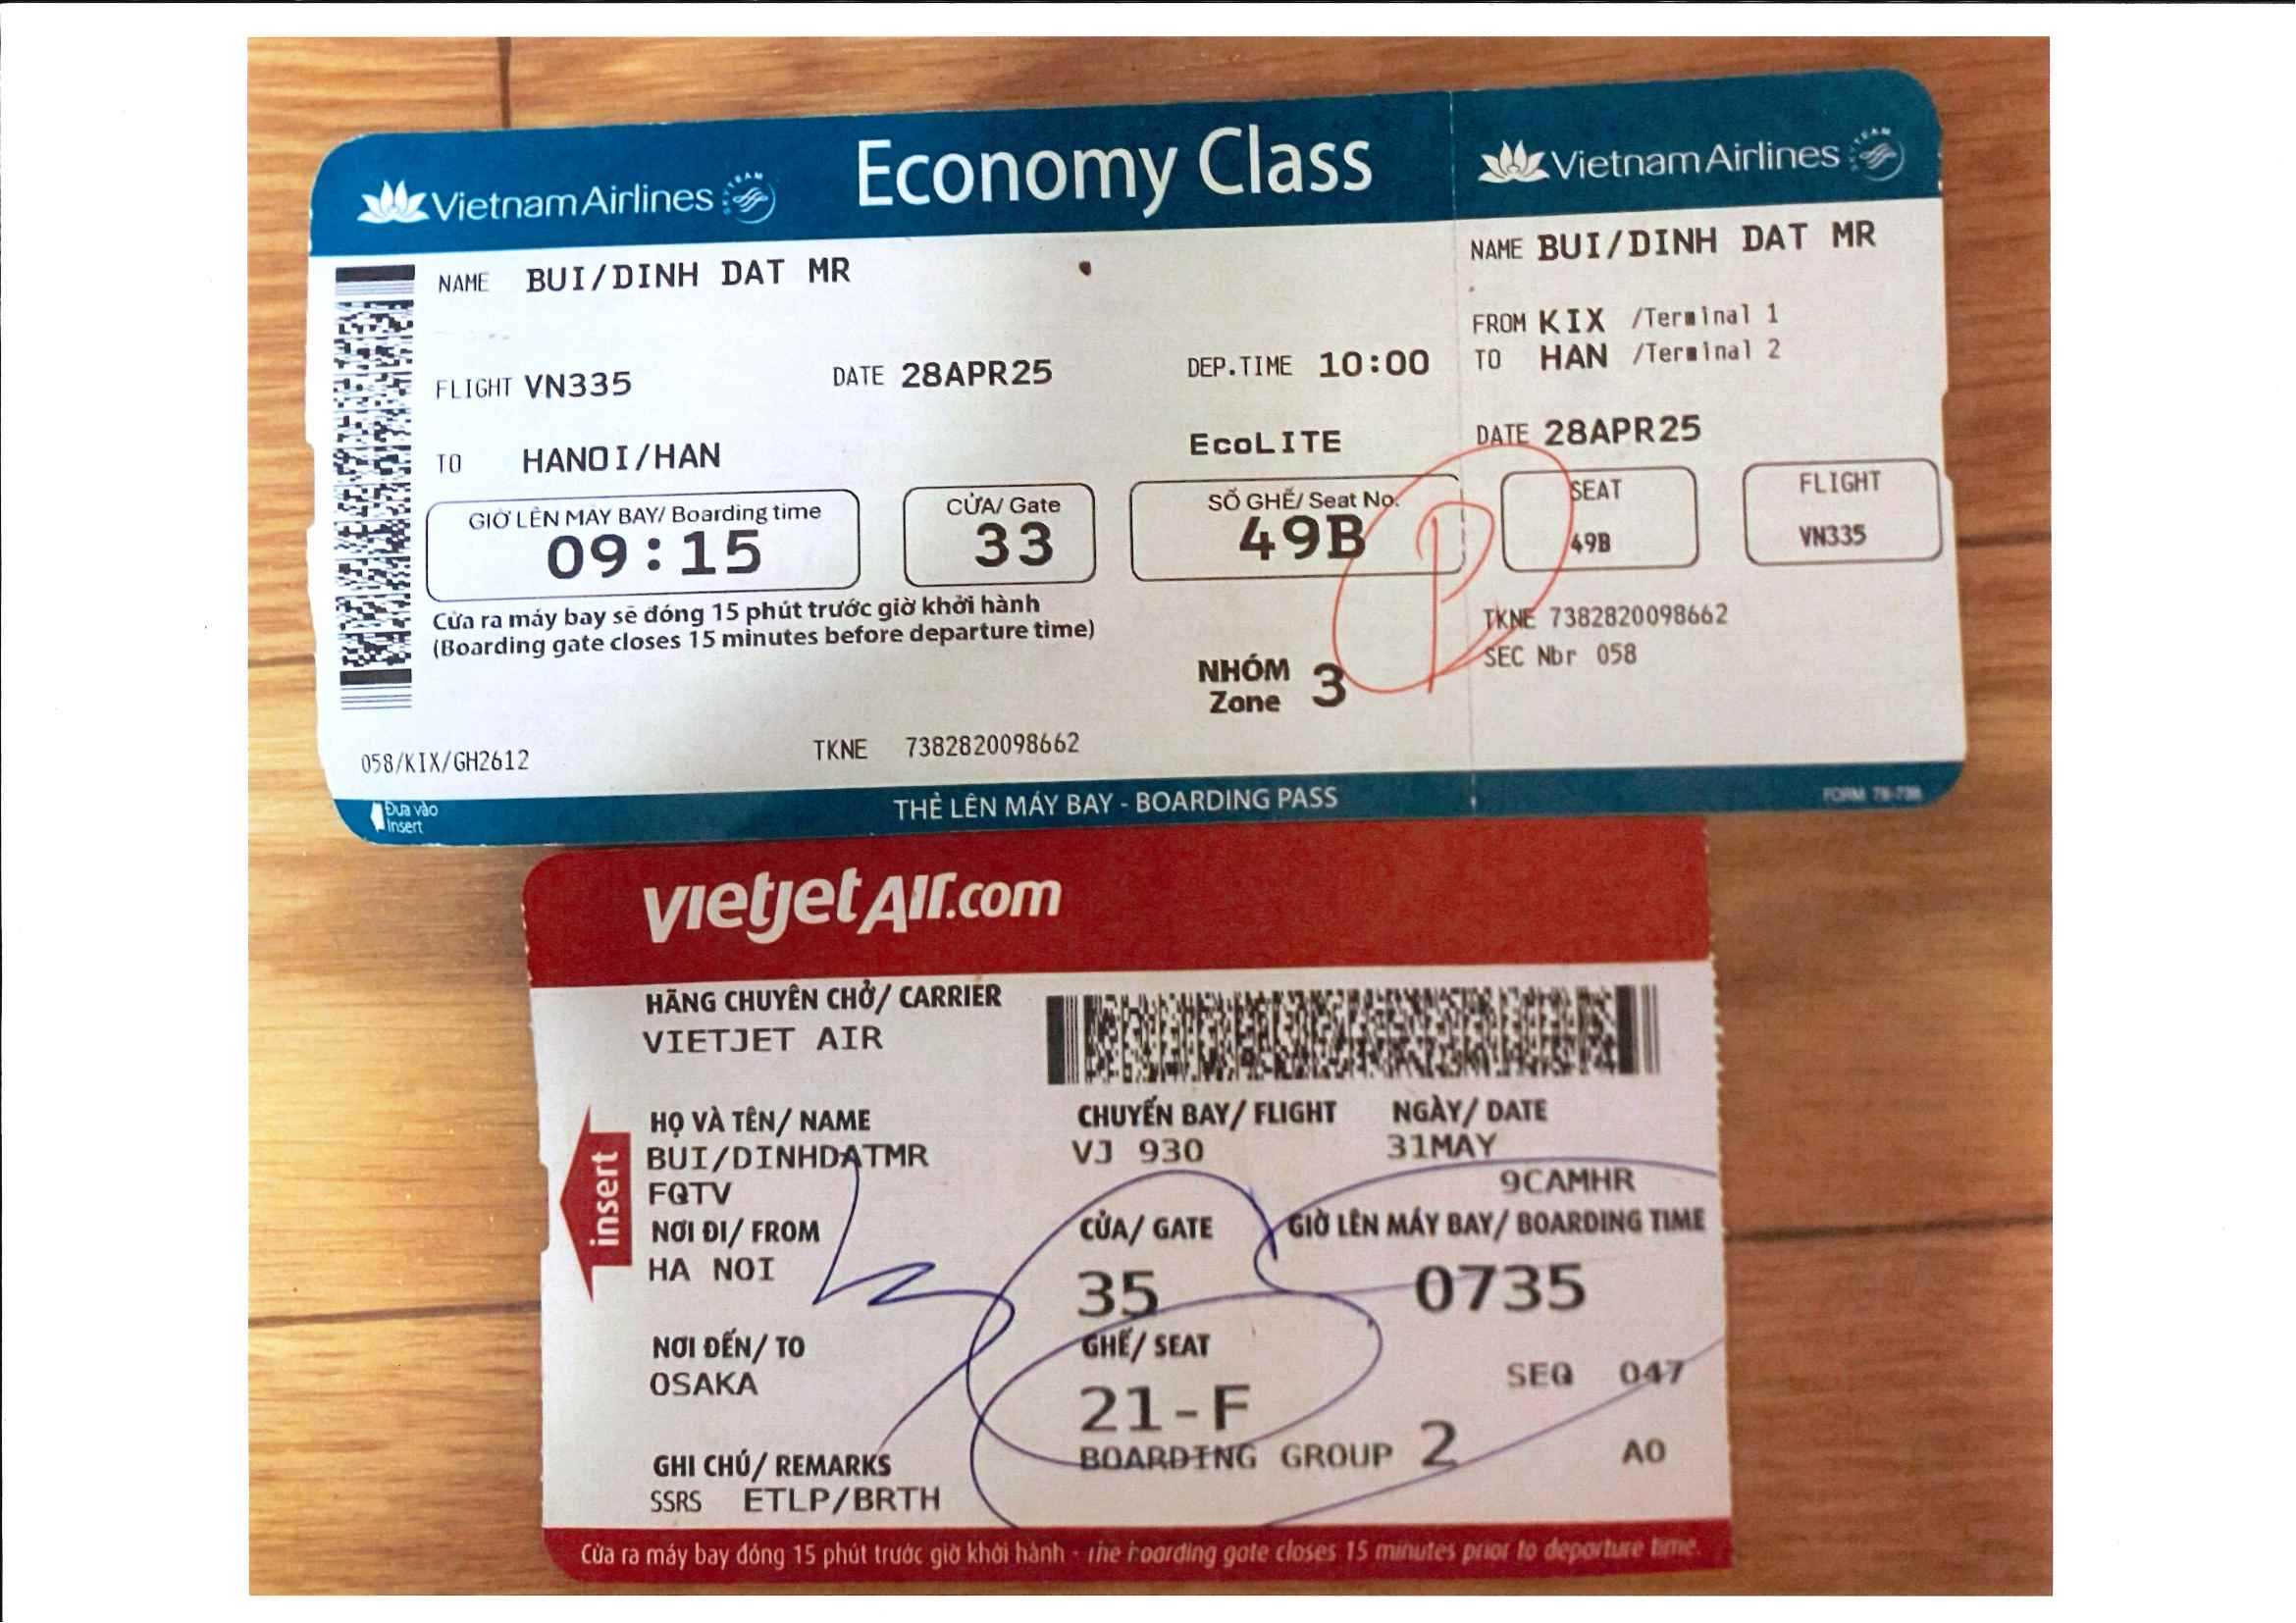 VietnamAirlines SKYTEAM
Economy Class
VietnamAirlines SKYTEAM
NAME BUI/DINH DAT MR
NAME BUI/DINH DAT MR
FROM KIX /Terminal 1
FLIGHT VN335 DATE 28APR25 DEP.TIME 10:00
TO HAN /Terminal 2
TO HANOI/HAN EcoLITE
DATE 28APR25
GIỜ LÊN MÁY BAY/ Boarding time
09:15
CỬA/ Gate
33
SỐ GHẾ/ Seat No.
49B
P
SEAT
49B
FLIGHT
VN335
Cửa ra máy bay sẽ đóng 15 phút trước giờ khởi hành
(Boarding gate closes 15 minutes before departure time)
TKNE 7382820098662
SEC Nbr 058
NHÓM
Zone 3
058/KIX/GH2612 TKNE 7382820098662
Đưa vào
Insert
THẺ LÊN MÁY BAY - BOARDING PASS
vietjet Air.com
HÃNG CHUYÊN CHỞ/ CARRIER
VIETJET AIR
HỌ VÀ TÊN/ NAME
BUI/DINHDATMR
CHUYẾN BAY/ FLIGHT
VJ 930
NGÀY/ DATE
31MAY
FQTV
9CAMHR
insert
NƠI ĐI/ FROM
HA NOI
CỬA/ GATE
35
GIỜ LÊN MÁY BAY/ BOARDING TIME
0735
NƠI ĐẾN/ TO
OSAKA
GHẾ/ SEAT
21-F
SEQ 047
BOARDING GROUP 2 A0
GHI CHÚ/ REMARKS
SSRS ETLP/BRTH
Cửa ra máy bay đóng 15 phút trước giờ khởi hành - The boarding gate closes 15 minutes prior to departure time.